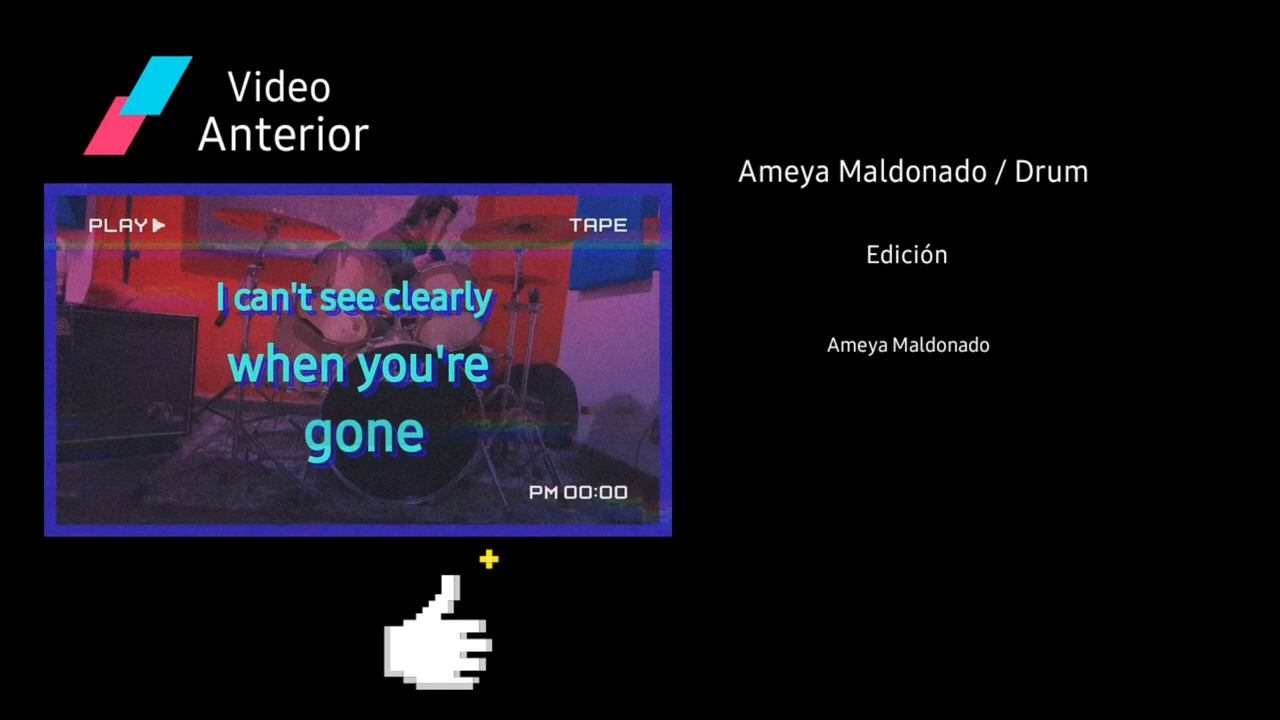 Video
Anterior
PLAY
TAPE
I can't see clearly
when you're
gone
PM 00:00
Ameya Maldonado / Drum
Edición
Ameya Maldonado